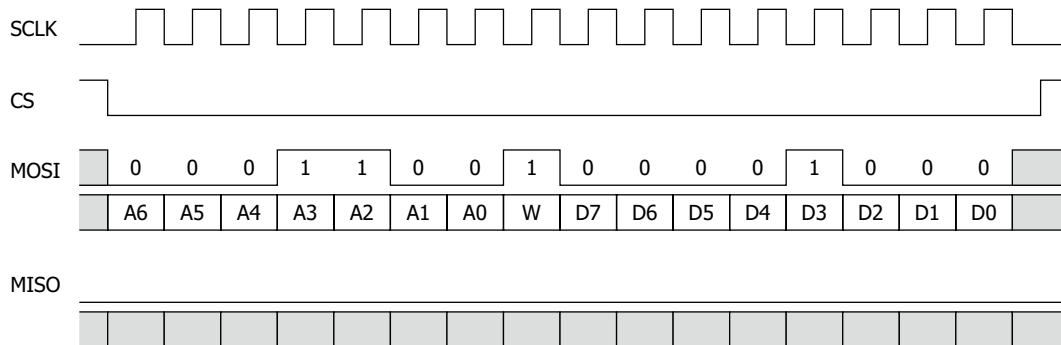 SCLK
CS
MOSI 0 0 0 1 1 0 0 1 0 0 0 0 1 0 0 0
A6 A5 A4 A3 A2 A1 A0 W D7 D6 D5 D4 D3 D2 D1 D0
MISO